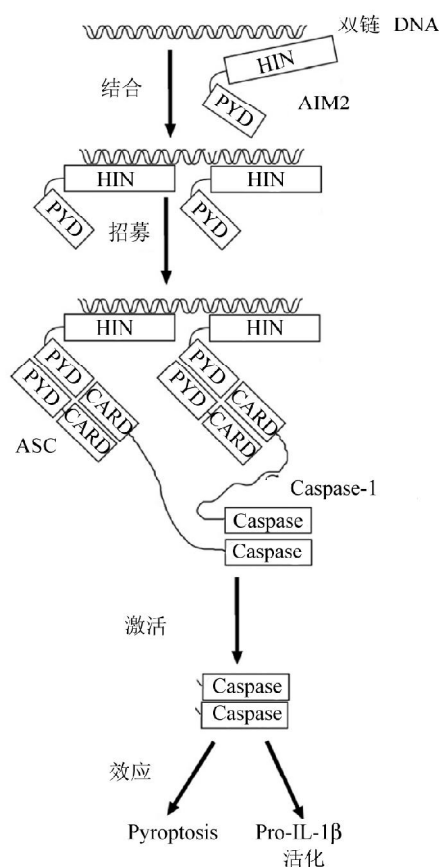 双链 DNA
HIN
结合
PYD
AIM2
HIN
HIN
PYD
PYD
招募
HIN
HIN
PYD
PYD
PYD
CARD
PYD
CARD
CARD
CARD
ASC
Caspase-1
Caspase
Caspase
激活
Caspase
Caspase
效应
Pyroptosis
Pro-IL-1β
活化